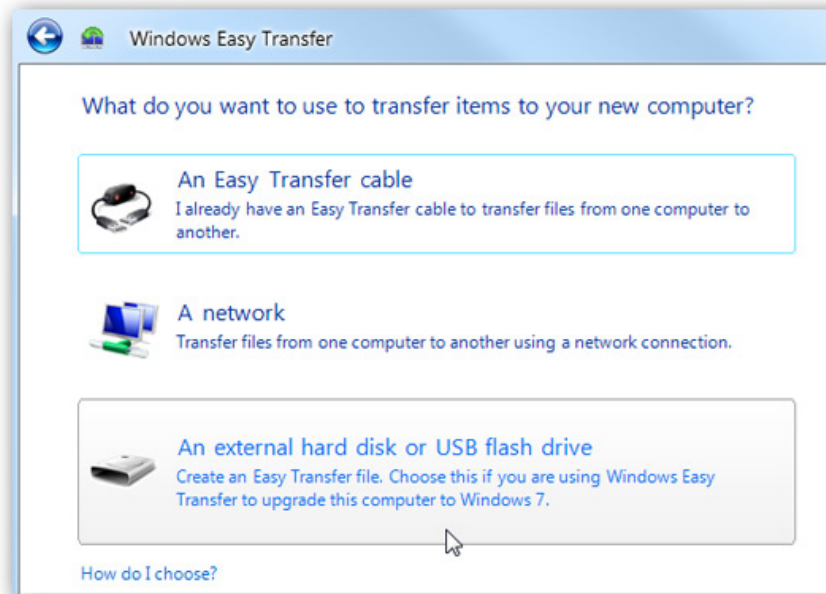 Windows Easy Transfer
What do you want to use to transfer items to your new computer?
An Easy Transfer cable
I already have an Easy Transfer cable to transfer files from one computer to
another.
A network
Transfer files from one computer to another using a network connection.
An external hard disk or USB flash drive
Create an Easy Transfer file. Choose this if you are using Windows Easy
Transfer to upgrade this computer to Windows 7.
How do I choose?